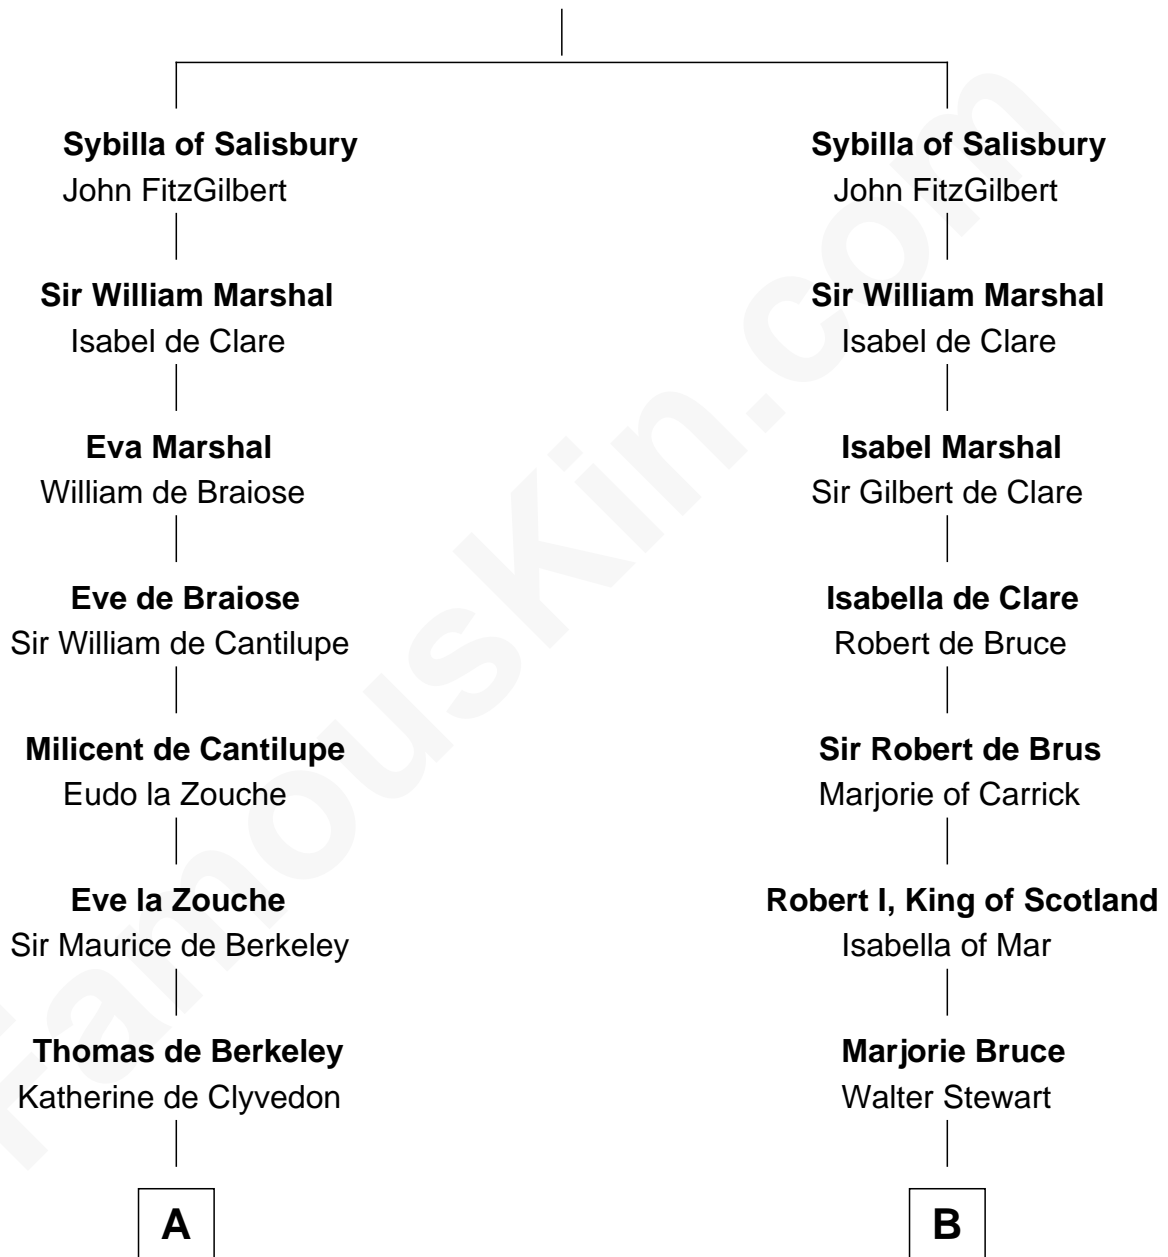 Sybilla of Salisbury
John FitzGilbert
Sir William Marshal
Isabel de Clare
Eva Marshal
William de Braiose
Eve de Braiose
Sir William de Cantilupe
Milicent de Cantilupe
Eudo la Zouche
Eve la Zouche
Sir Maurice de Berkeley
Thomas de Berkeley
Katherine de Clyvedon
A
Sybilla of Salisbury
John FitzGilbert
Sir William Marshal
Isabel de Clare
Isabel Marshal
Sir Gilbert de Clare
Isabella de Clare
Robert de Bruce
Sir Robert de Brus
Marjorie of Carrick
Robert I, King of Scotland
Isabella of Mar
Marjorie Bruce
Walter Stewart
B
FamousKin.com